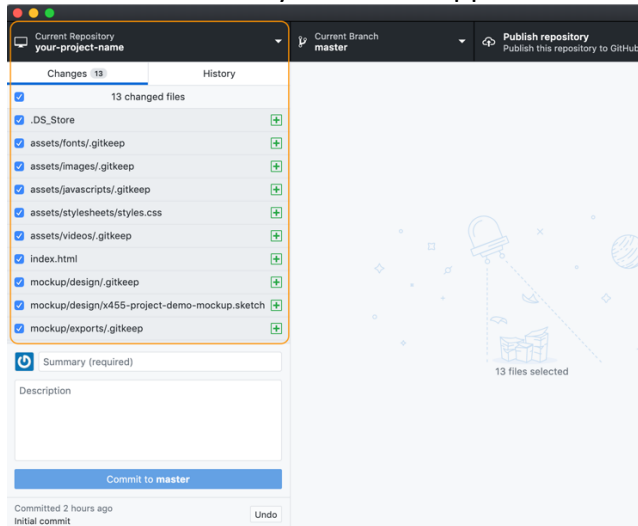 Current Repository
your-project-name
Current Branch
master
Publish repository
Publish this repository to GitHub
Changes 13
History
13 changed files
.DS_Store
assets/fonts/.gitkeep
assets/images/.gitkeep
assets/javascripts/.gitkeep
assets/stylesheets/styles.css
assets/videos/.gitkeep
index.html
mockup/design/.gitkeep
mockup/design/x455-project-demo-mockup.sketch
mockup/exports/.gitkeep
Summary (required)
Description
Commit to master
13 files selected
Committed 2 hours ago
Initial commit
Undo